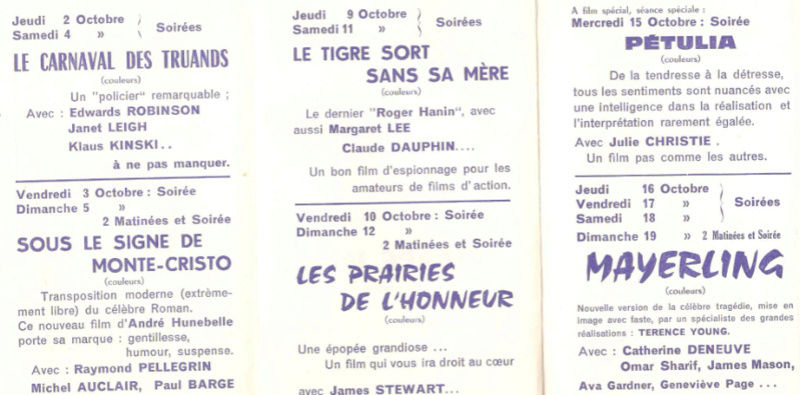 Jeudi 2 Octobre
Samedi 4 »
Soirées
LE CARNAVAL DES TRUANDS
(couleurs)
Un "policier" remarquable ;
Avec : Edwards ROBINSON
Janet LEIGH
Klaus KINSKI..
à ne pas manquer.
Vendredi 3 Octobre : Soirée
Dimanche 5 »
2 Matinées et Soirée
SOUS LE SIGNE DE
MONTE-CRISTO
(couleurs)
Transposition moderne (extrême-
ment libre) du célèbre Roman.
Ce nouveau film d'André Hunebelle
porte sa marque : gentillesse,
humour, suspense.
Avec : Raymond PELLEGRIN
Michel AUCLAIR, Paul BARGE
Jeudi 9 Octobre
Samedi 11 »
Soirées
LE TIGRE SORT
SANS SA MÈRE
(couleurs)
Le dernier "Roger Hanin", avec
aussi Margaret LEE
Claude DAUPHIN....
Un bon film d'espionnage pour les
amateurs de films d'action.
Vendredi 10 Octobre : Soirée
Dimanche 12 »
2 Matinées et Soirée
LES PRAIRIES
DE L'HONNEUR
(couleurs)
Une épopée grandiose ...
Un film qui vous ira droit au cœur
avec James STEWART...
A film spécial, séance spéciale :
Mercredi 15 Octobre : Soirée
PÉTULIA
(couleurs)
De la tendresse à la détresse,
tous les sentiments sont nuancés avec
une intelligence dans la réalisation et
l'interprétation rarement égalée.
Avec Julie CHRISTIE .
Un film pas comme les autres.
Jeudi 16 Octobre
Vendredi 17 »
Samedi 18 »
Soirées
Dimanche 19 » 2 Matinées et Soirée
MAYERLING
(couleurs)
Nouvelle version de la célèbre tragédie, mise en
image avec faste, par un spécialiste des grandes
réalisations : TERENCE YOUNG.
Avec : Catherine DENEUVE
Omar Sharif, James Mason,
Ava Gardner, Geneviève Page ...